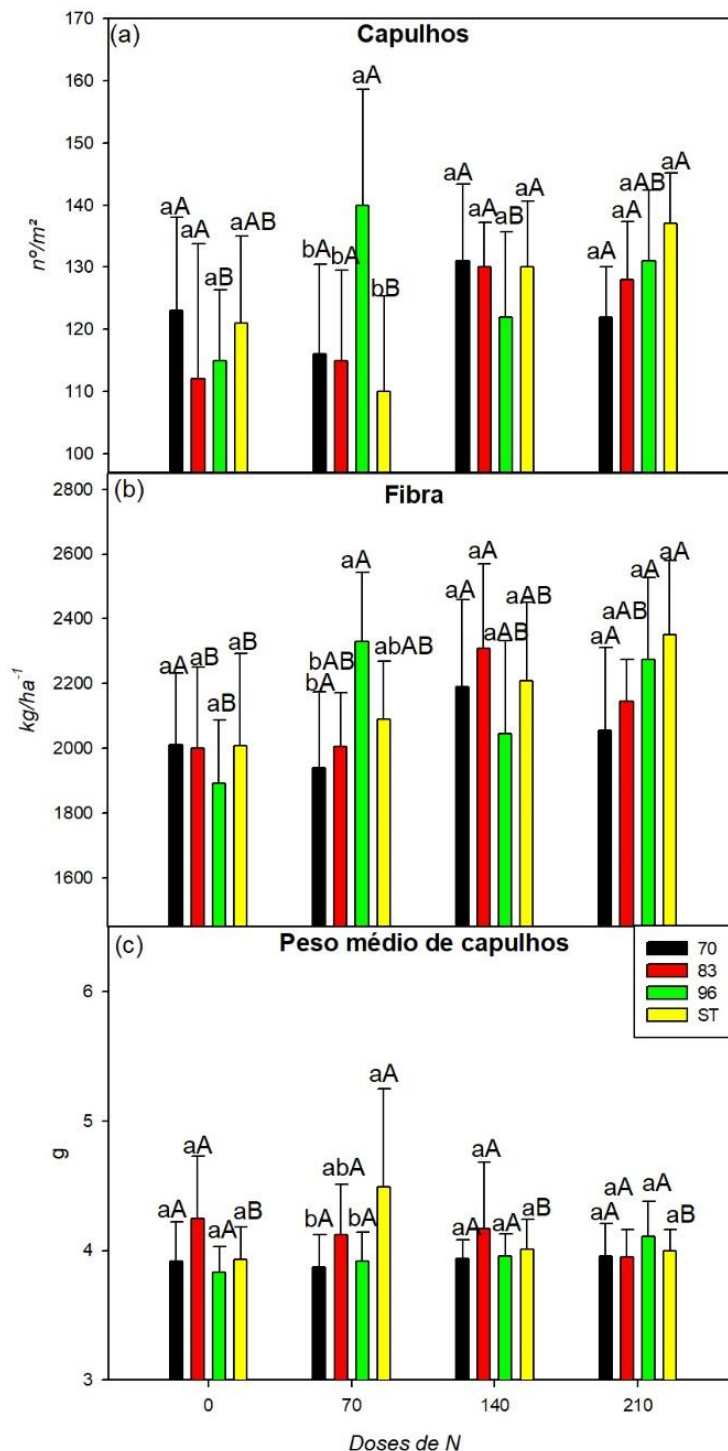 (a) Capulhos
170
160
150
140
130
120
110
100
nº/m²
aA aA aB aAB
bA bA aA bB
aA aA aB aA
aA aA aAB aA
(b) Fibra
2800
2600
2400
2200
2000
1800
1600
kg/ha⁻¹
aA aB aB aB
bA bAB aA abAB
aA aA aAB aAB
aA aAB aA aA
(c) Peso médio de capulhos
6
5
4
3
g
aA aA aA aB
bA abA bA aA
aA aA aA aB
aA aA aA aB
70
83
96
ST
0 70 140 210
Doses de N